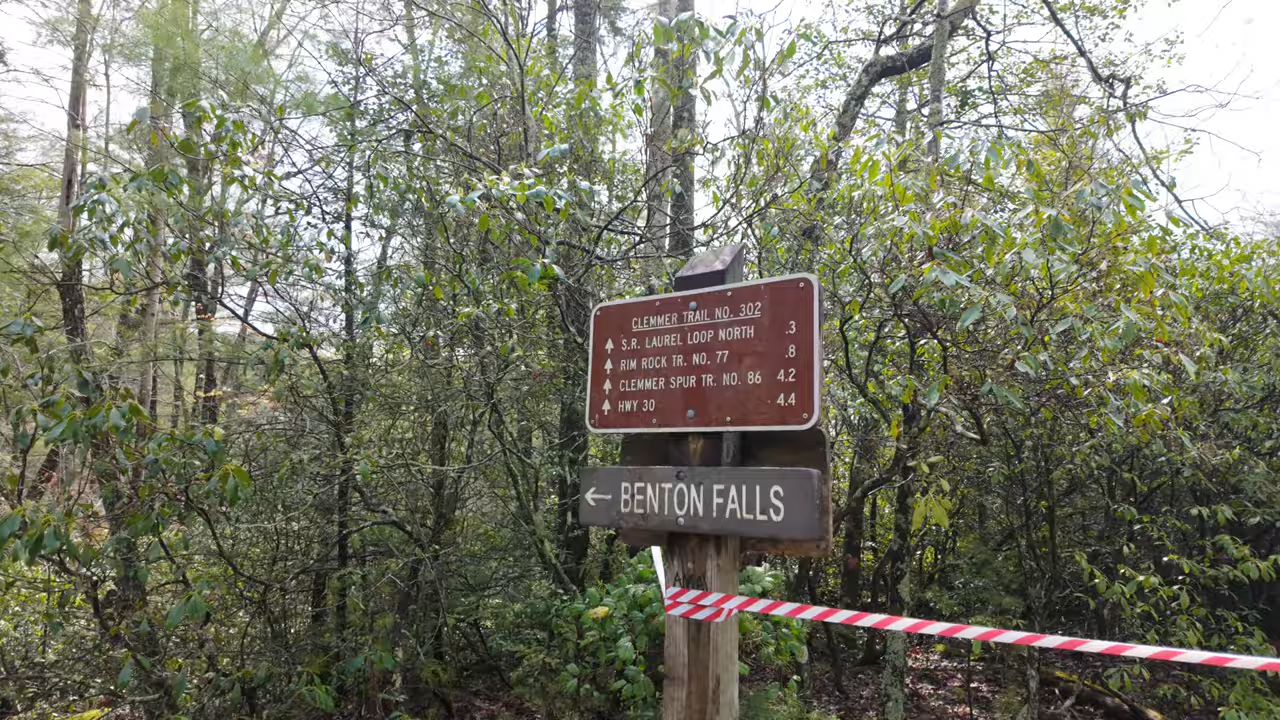 CLEMMER TRAIL NO. 302
S.R. LAUREL LOOP NORTH .3
RIM ROCK TR. NO. 77 .8
CLEMMER SPUR TR. NO. 86 4.2
HWY 30 4.4
← BENTON FALLS